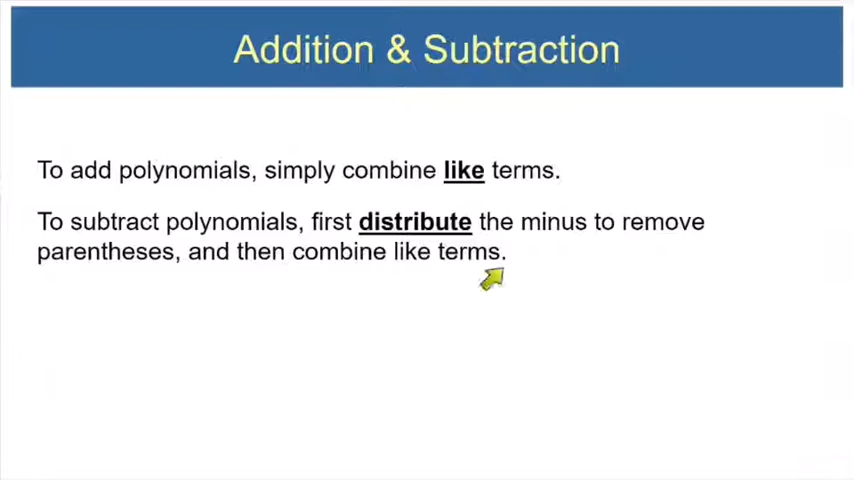 Addition & Subtraction
To add polynomials, simply combine like terms.
To subtract polynomials, first distribute the minus to remove
parentheses, and then combine like terms.